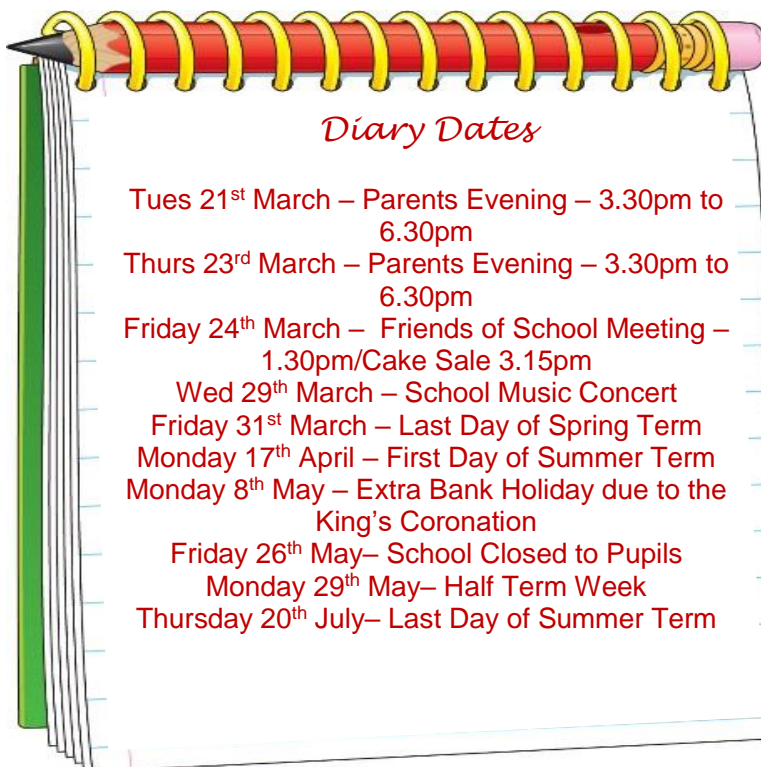 Diary Dates
Tues 21st March – Parents Evening – 3.30pm to
6.30pm
Thurs 23rd March – Parents Evening – 3.30pm to
6.30pm
Friday 24th March –  Friends of School Meeting –
1.30pm/Cake Sale 3.15pm
Wed 29th March – School Music Concert
Friday 31st March – Last Day of Spring Term
Monday 17th April – First Day of Summer Term
Monday 8th May – Extra Bank Holiday due to the
King's Coronation
Friday 26th May– School Closed to Pupils
Monday 29th May– Half Term Week
Thursday 20th July– Last Day of Summer Term